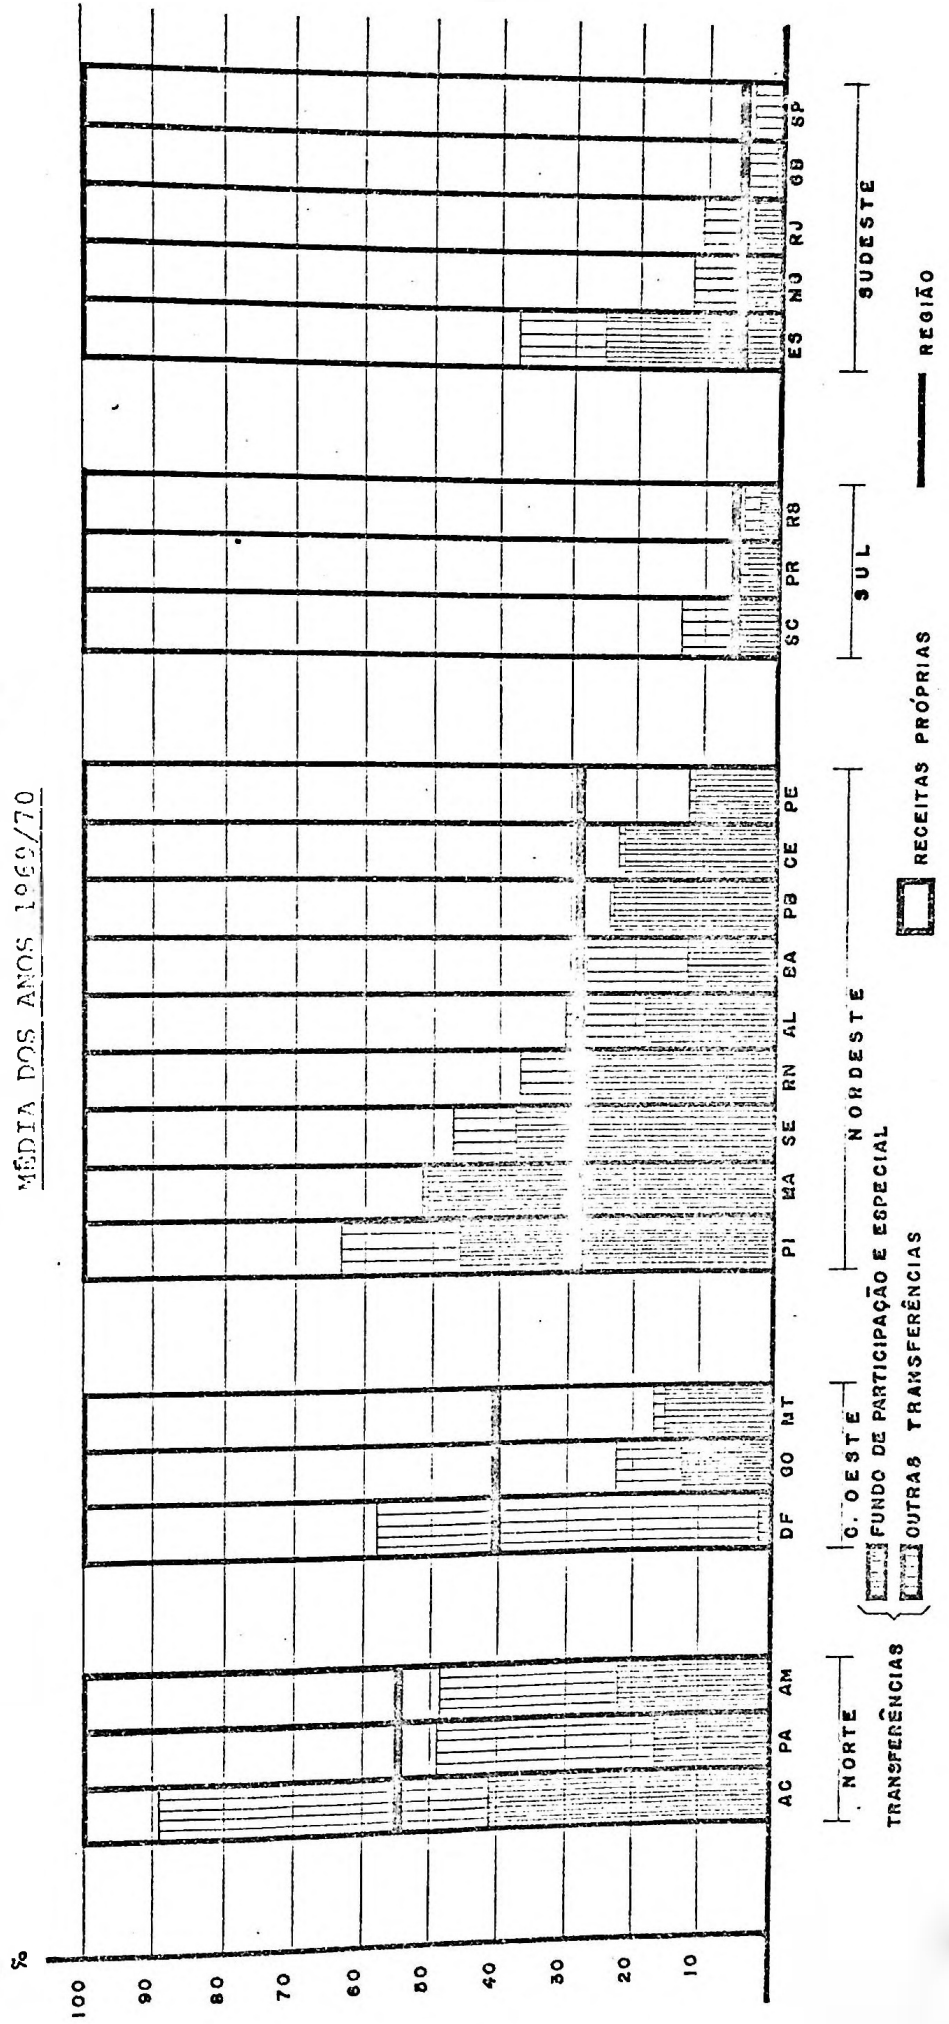 MÉDIA DOS ANOS 1969/70
%
100
90
80
70
60
50
40
30
20
10
AC PA AM DF GO MT PI MA SE RN AL BA PB CE PE SC PR RS ES MG RJ GB SP
NORTE C. OESTE NORDESTE SUL SUDESTE
TRANSFERÊNCIAS
FUNDO DE PARTICIPAÇÃO E ESPECIAL
OUTRAS TRANSFERÊNCIAS
RECEITAS PRÓPRIAS
REGIÃO